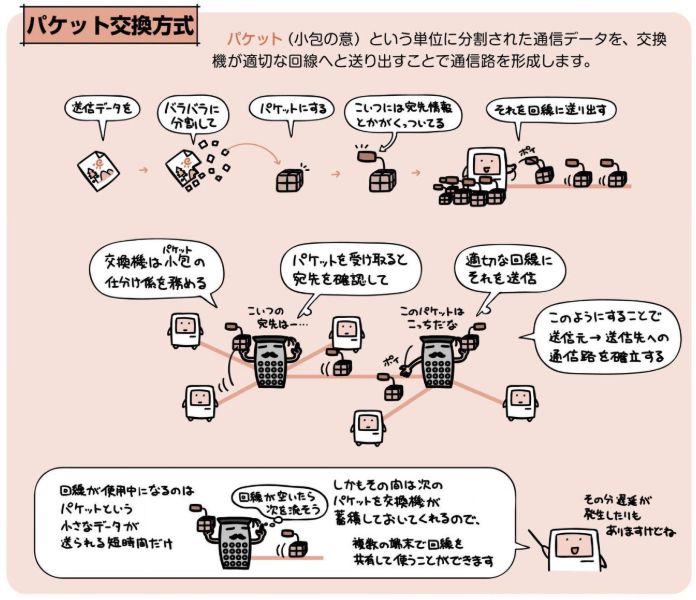 パケット交換方式
パケット（小包の意）という単位に分割された通信データを、交換
機が適切な回線へと送り出すことで通信路を形成します。
送信データを
バラバラに
分割して
パケットにする
こいつには宛先情報
とかがくっついてる
それを回線に送り出す
ポイ
交換機は小包の
パケット
仕分け係を務める
パケットを受け取ると
宛先を確認して
適切な回線に
それを送信
こいつの
宛先はー…
このパケットは
こっちだな
ポイ
このようにすることで
送信元→送信先への
通信路を確立する
回線が使用中になるのは
パケットという
小さなデータが
送られる短時間だけ
回線が空いたら
次を流そう
しかもその間は次の
パケットを交換機が
蓄積しておいてくれるので、
複数の端末で回線を
共有して使うことができます
その分遅延が
発生したりも
ありますけどね